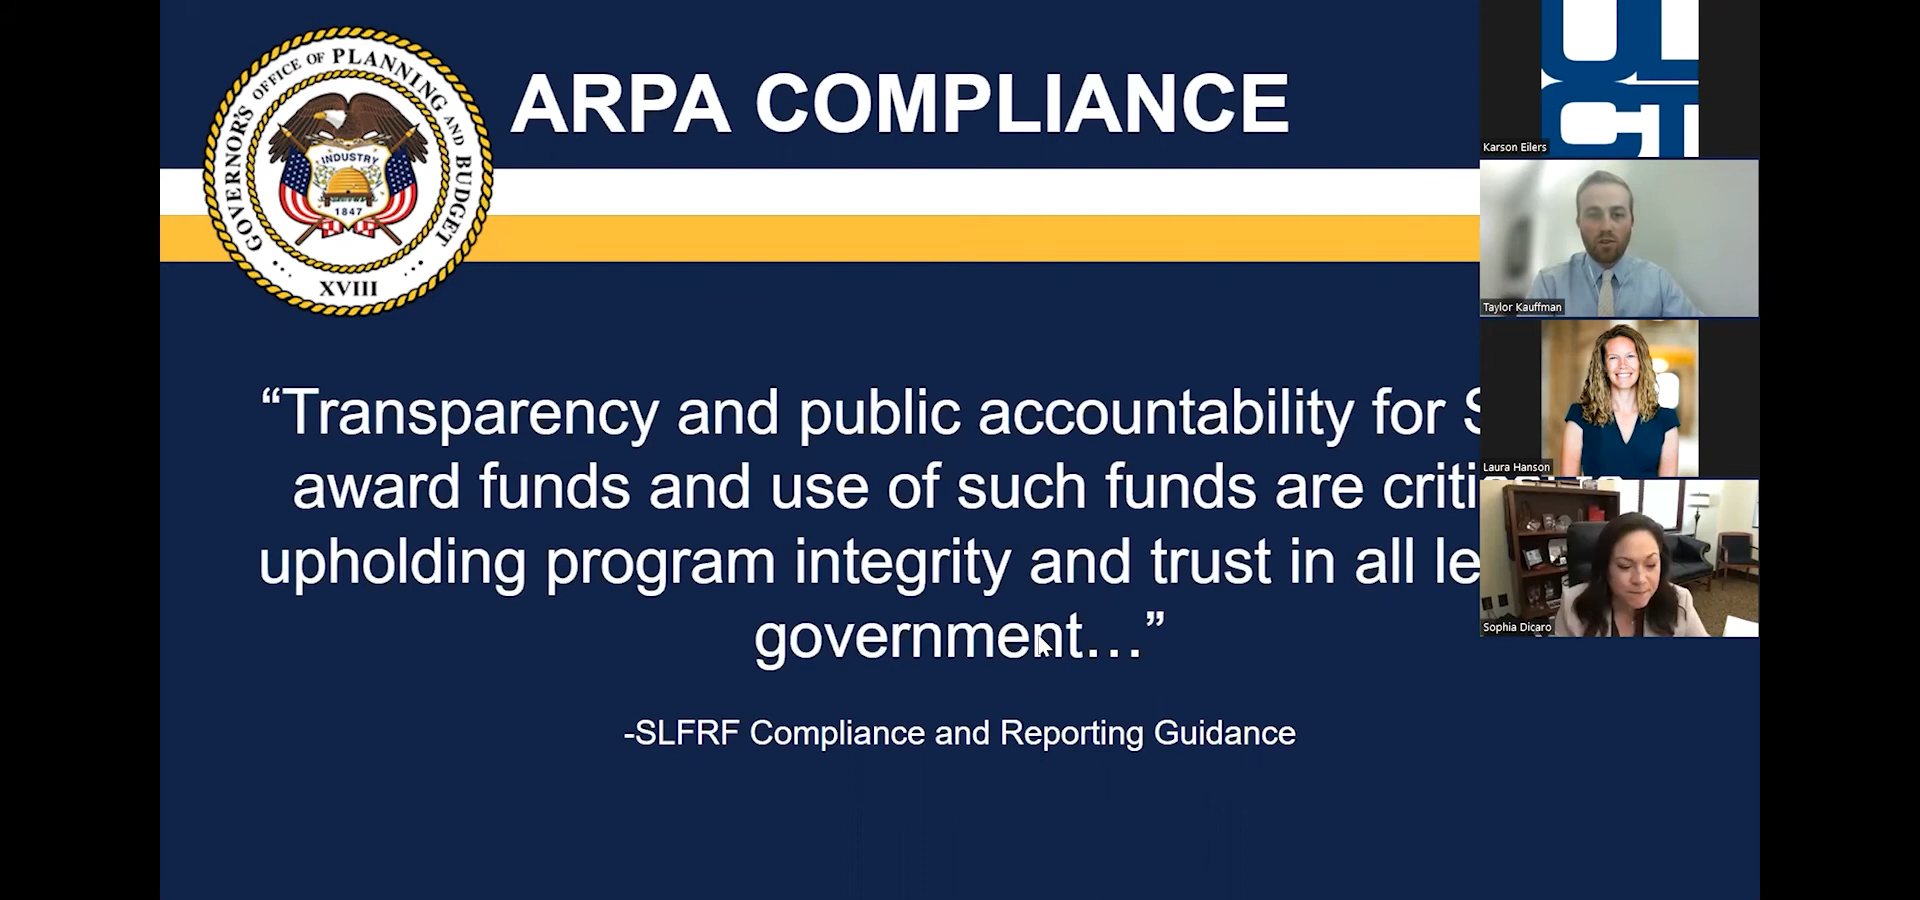 GOVERNOR'S OFFICE OF PLANNING AND BUDGET
INDUSTRY
1847
XVIII
ARPA COMPLIANCE
“Transparency and public accountability for
award funds and use of such funds are
upholding program integrity and trust in all
government…”
-SLFRF Compliance and Reporting Guidance
ULCT
Karson Eilers
Taylor Kauffman
Laura Hanson
Sophia Dicaro